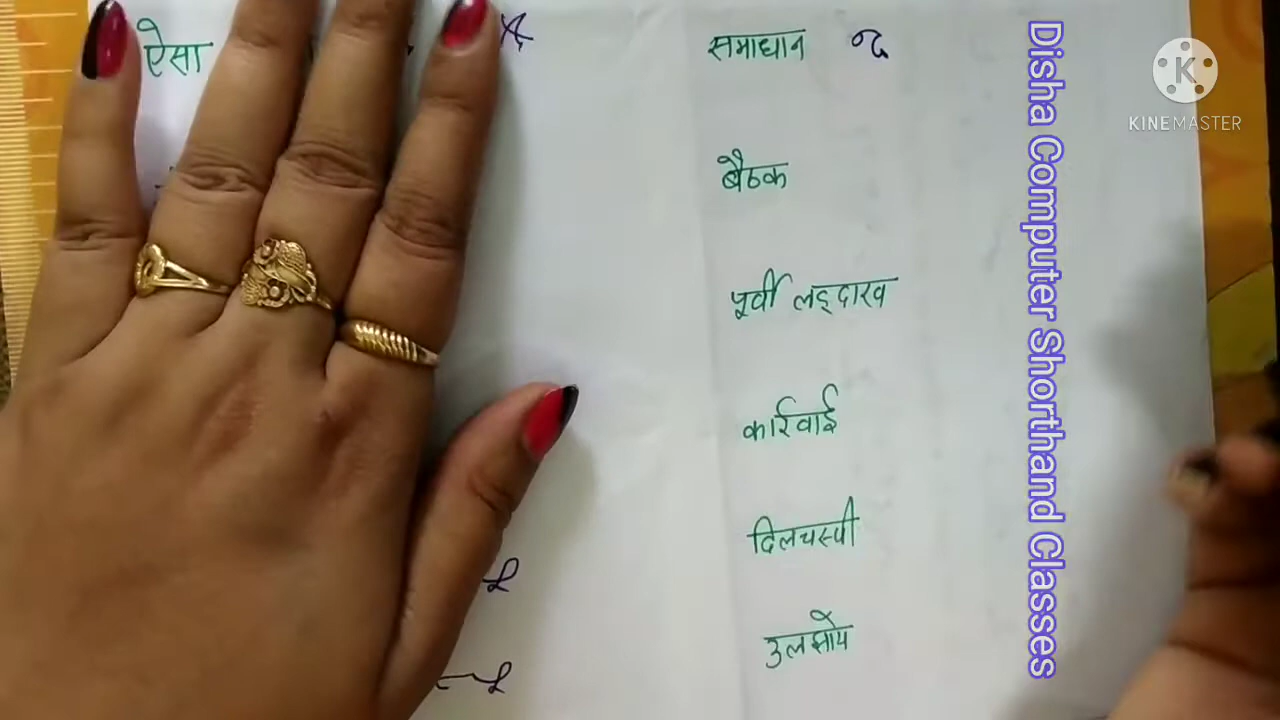 ऐसा
समाधान
बैठक
पूर्वी लद्दाख
कार्रवाई
दिलचस्पी
उलझाये
Disha Computer Shorthand Classes
K
KINEMASTER